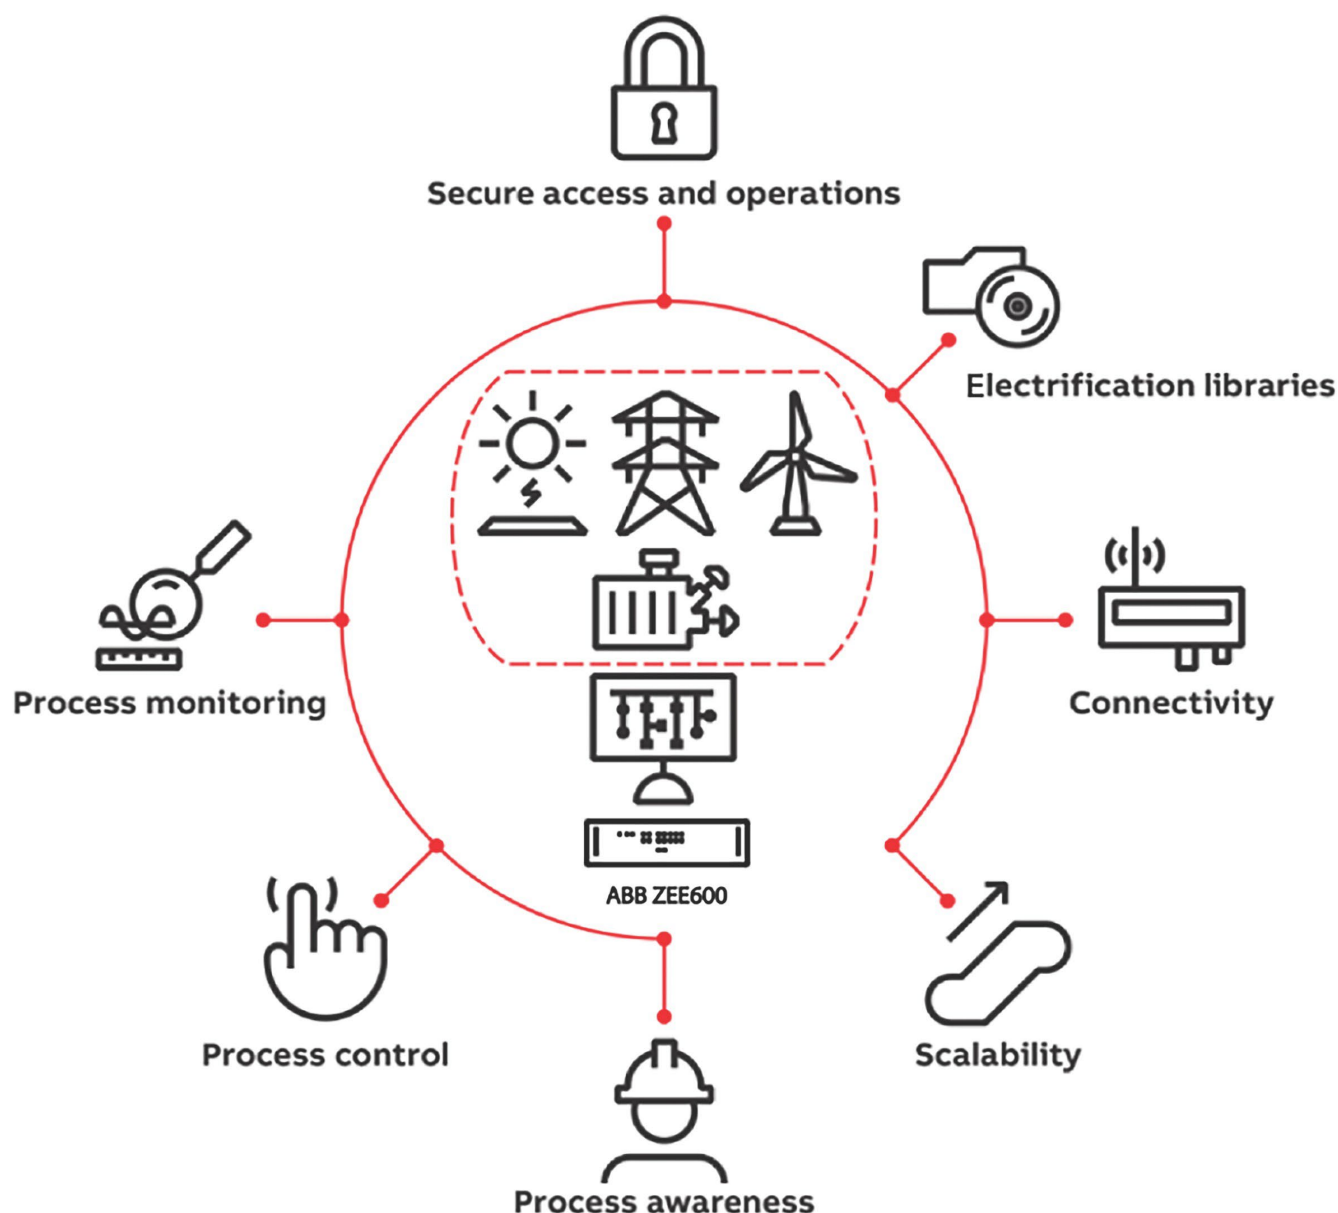 Secure access and operations
Electrification libraries
Process monitoring
Connectivity
ABB ZEE600
Process control
Scalability
Process awareness